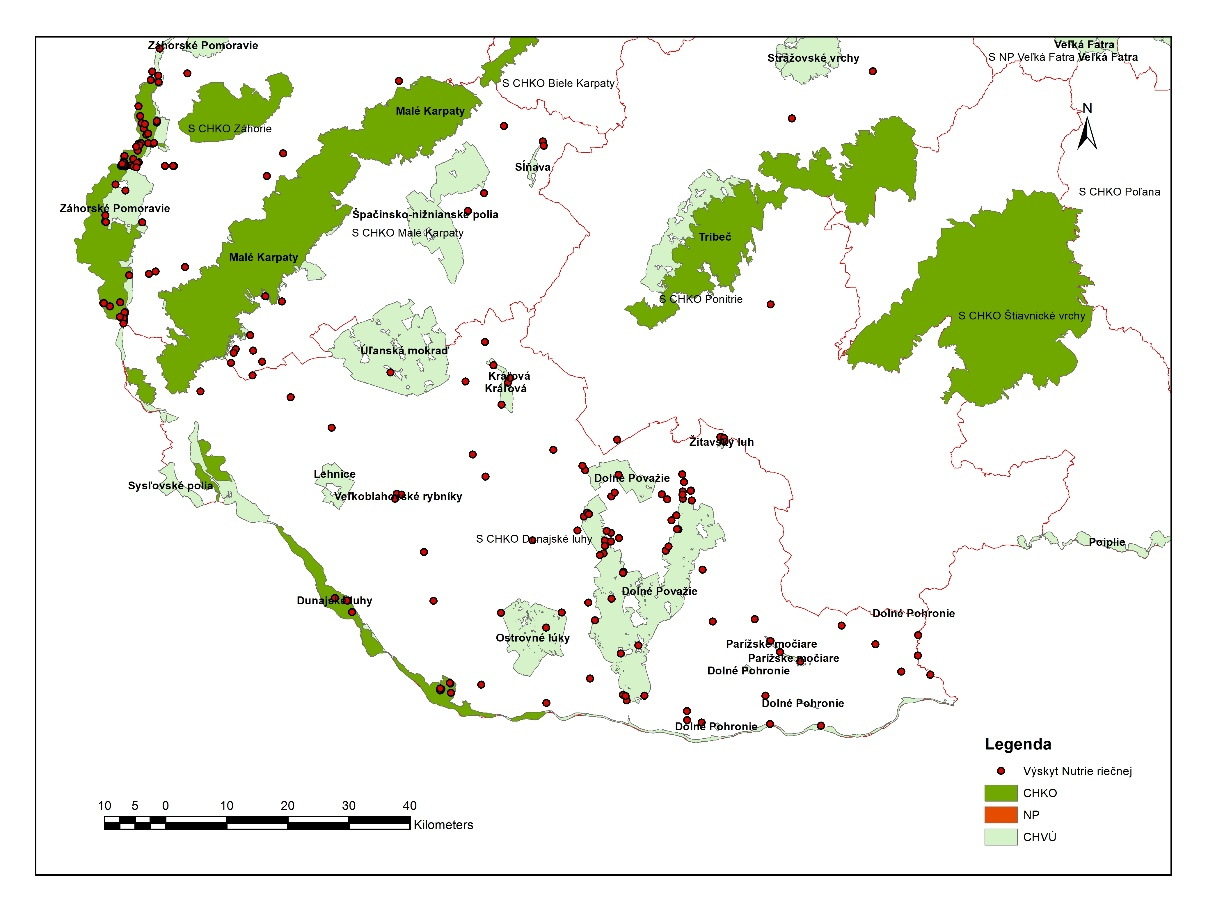 Záhorské Pomoravie
Strážovské vrchy
Veľká Fatra
S NP Veľká Fatra
Veľká Fatra
S CHKO Biele Karpaty
Malé Karpaty
N
S CHKO Záhorie
Sĺňava
S CHKO Poľana
Záhorské Pomoravie
Špačinsko-nižnianske polia
S CHKO Malé Karpaty
Tribeč
Malé Karpaty
S CHKO Ponitrie
S CHKO Štiavnické vrchy
Úľanská mokraď
Kráľová
Kráľová
Žitavský luh
Lehnice
Dolné Považie
Sysľovské polia
Veľkoblahovské rybníky
S CHKO Dunajské luhy
Poiplie
Dolné Považie
Dunajské luhy
Dolné Pohronie
Ostrovné lúky
Parížske močiare
Parížske močiare
Dolné Pohronie
Dolné Pohronie
Dolné Pohronie
Legenda
Výskyt Nutrie riečnej
CHKO
NP
CHVÚ
10 5 0 10 20 30 40
Kilometers